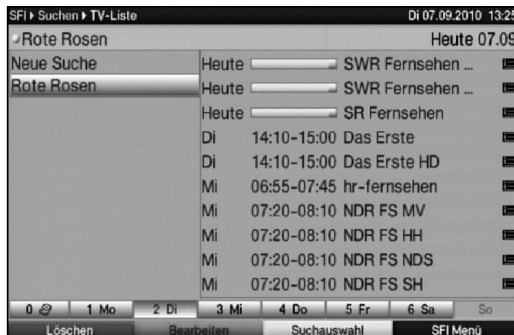 SFI ▸ Suchen ▸ TV-Liste Di 07.09.2010 13:25
Rote Rosen Heute 07.09
Neue Suche
Rote Rosen
Heute SWR Fernsehen ...
Heute SWR Fernsehen ...
Heute SR Fernsehen
Di 14:10-15:00 Das Erste
Di 14:10-15:00 Das Erste HD
Mi 06:55-07:45 hr-fernsehen
Mi 07:20-08:10 NDR FS MV
Mi 07:20-08:10 NDR FS HH
Mi 07:20-08:10 NDR FS NDS
Mi 07:20-08:10 NDR FS SH
0 1 Mo 2 Di 3 Mi 4 Do 5 Fr 6 Sa So
Löschen Bearbeiten Suchauswahl SFI Menü